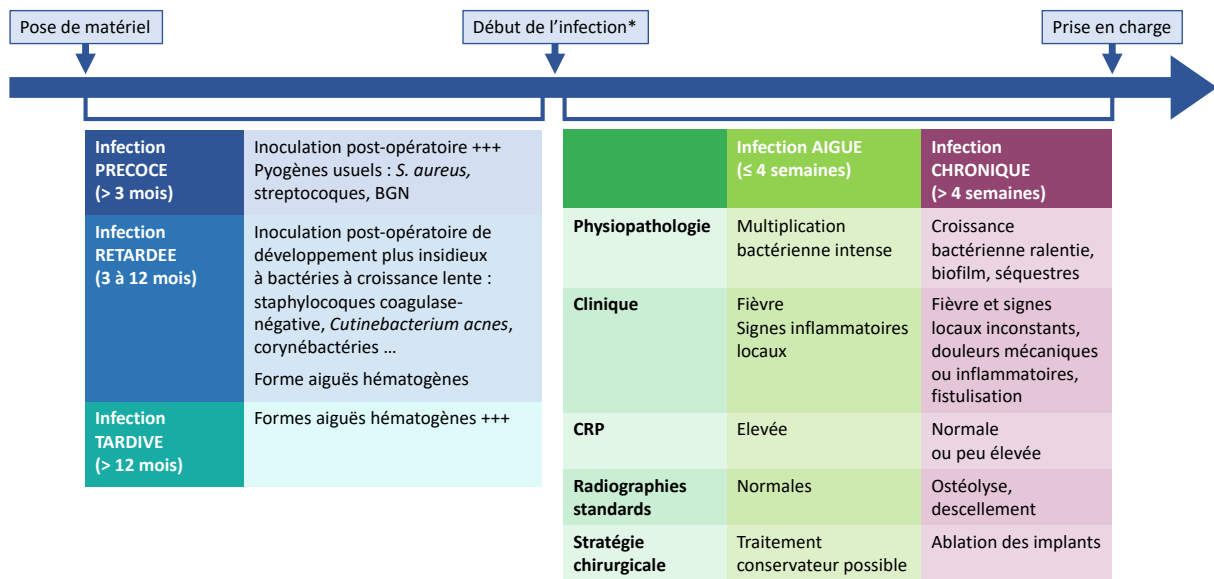 Pose de matériel
Début de l’infection*
Prise en charge
Infection
PRECOCE
(> 3 mois)
Inoculation post-opératoire +++
Pyogènes usuels : S. aureus,
streptocoques, BGN
Infection
RETARDEE
(3 à 12 mois)
Inoculation post-opératoire de
développement plus insidieux
à bactéries à croissance lente :
staphylocoques coagulase-
négative, Cutinebacterium acnes,
corynébactéries ...
Forme aiguës hématogènes
Infection
TARDIVE
(> 12 mois)
Formes aiguës hématogènes +++
Infection AIGUE
(≤ 4 semaines)
Infection
CHRONIQUE
(> 4 semaines)
Physiopathologie
Multiplication
bactérienne intense
Croissance
bactérienne ralentie,
biofilm, séquestres
Clinique
Fièvre
Signes inflammatoires
locaux
Fièvre et signes
locaux inconstants,
douleurs mécaniques
ou inflammatoires,
fistulisation
CRP
Elevée
Normale
ou peu élevée
Radiographies
standards
Normales
Ostéolyse,
descellement
Stratégie
chirurgicale
Traitement
conservateur possible
Ablation des implants